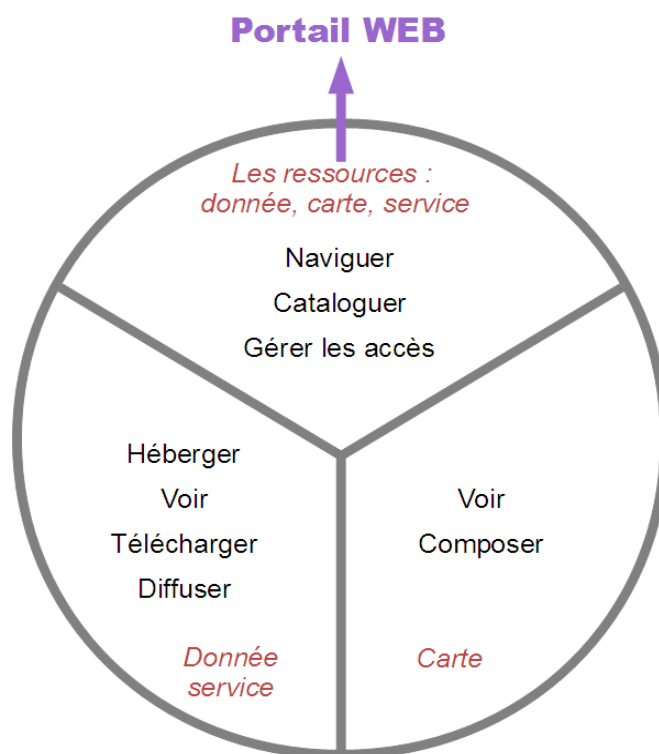 Portail WEB
Les ressources :
donnée, carte, service
Naviguer
Cataloguer
Gérer les accès
Héberger
Voir
Télécharger
Diffuser
Donnée
service
Voir
Composer
Carte